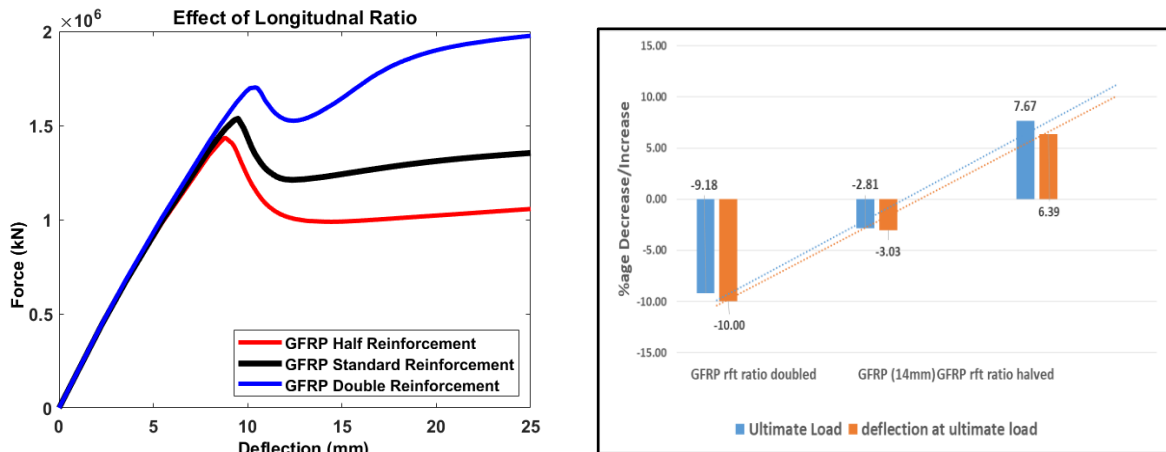 Effect of Longitudnal Ratio
×10⁶
2
1.5
1
0.5
0
Force (kN)
GFRP Half Reinforcement
GFRP Standard Reinforcement
GFRP Double Reinforcement
0 5 10 15 20 25
Deflection (mm)
%age Decrease/Increase
15.00
10.00
5.00
0.00
-5.00
-10.00
-15.00
-9.18
-10.00
-2.81
-3.03
7.67
6.39
GFRP rft ratio doubled GFRP (14mm) GFRP rft ratio halved
Ultimate Load deflection at ultimate load